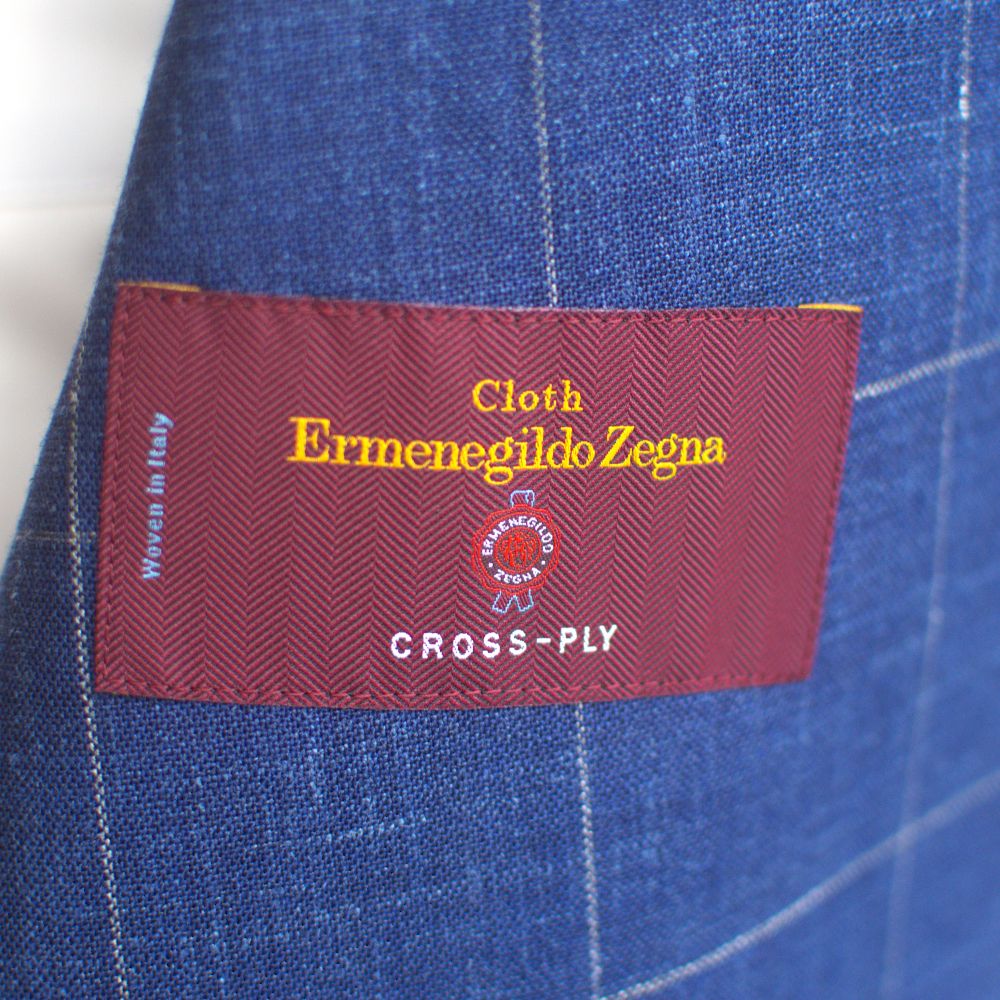 Cloth
Ermenegildo Zegna
ERMENEGILDO
ZEGNA
CROSS-PLY
Woven in Italy